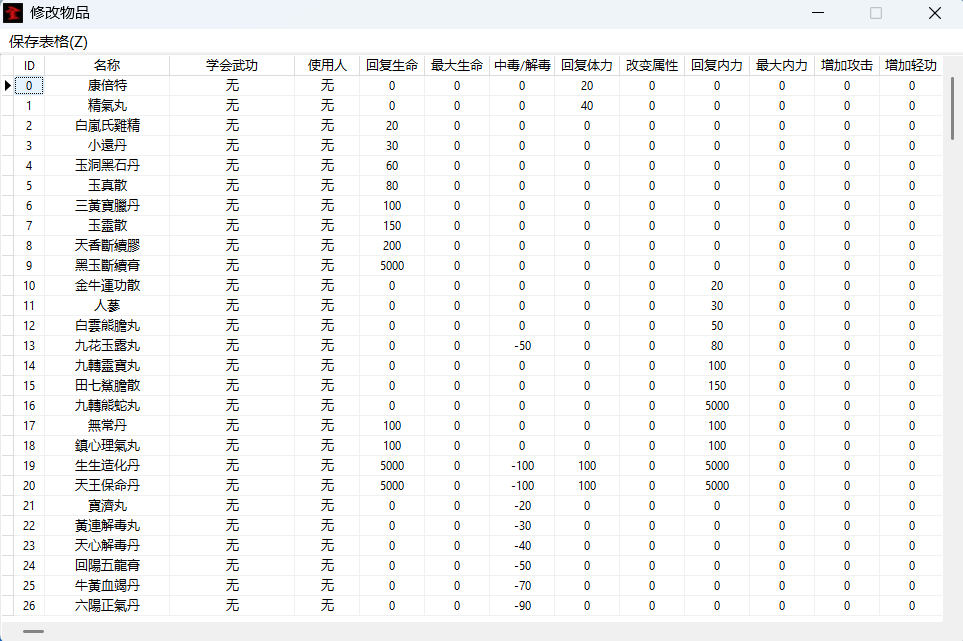 修改物品
保存表格(Z)
ID 名称 学会武功 使用人 回复生命 最大生命 中毒/解毒 回复体力 改变属性 回复内力 最大内力 增加攻击 增加轻功
0 康倍特 无 无 0 0 0 20 0 0 0 0 0
1 精氣丸 无 无 0 0 0 40 0 0 0 0 0
2 白嵐氏雞精 无 无 20 0 0 0 0 0 0 0 0
3 小還丹 无 无 30 0 0 0 0 0 0 0 0
4 玉洞黑石丹 无 无 60 0 0 0 0 0 0 0 0
5 玉真散 无 无 80 0 0 0 0 0 0 0 0
6 三黃寶臘丹 无 无 100 0 0 0 0 0 0 0 0
7 玉靈散 无 无 150 0 0 0 0 0 0 0 0
8 天香斷續膠 无 无 200 0 0 0 0 0 0 0 0
9 黑玉斷續膏 无 无 5000 0 0 0 0 0 0 0 0
10 金牛運功散 无 无 0 0 0 0 0 20 0 0 0
11 人蔘 无 无 0 0 0 0 0 30 0 0 0
12 白雲熊膽丸 无 无 0 0 0 0 0 50 0 0 0
13 九花玉露丸 无 无 0 0 -50 0 0 80 0 0 0
14 九轉靈寶丸 无 无 0 0 0 0 0 100 0 0 0
15 田七鯊膽散 无 无 0 0 0 0 0 150 0 0 0
16 九轉熊蛇丸 无 无 0 0 0 0 0 5000 0 0 0
17 無常丹 无 无 100 0 0 0 0 100 0 0 0
18 鎮心理氣丸 无 无 100 0 0 0 0 100 0 0 0
19 生生造化丹 无 无 5000 0 -100 100 0 5000 0 0 0
20 天王保命丹 无 无 5000 0 -100 100 0 5000 0 0 0
21 寶濟丸 无 无 0 0 -20 0 0 0 0 0 0
22 黃連解毒丸 无 无 0 0 -30 0 0 0 0 0 0
23 天心解毒丹 无 无 0 0 -40 0 0 0 0 0 0
24 回陽五龍膏 无 无 0 0 -50 0 0 0 0 0 0
25 牛黃血竭丹 无 无 0 0 -70 0 0 0 0 0 0
26 六陽正氣丹 无 无 0 0 -90 0 0 0 0 0 0